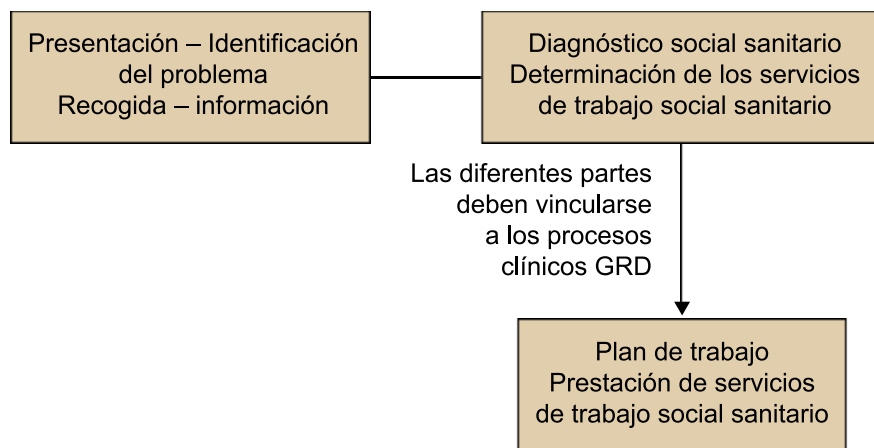 Presentación – Identificación
del problema
Recogida – información
Diagnóstico social sanitario
Determinación de los servicios
de trabajo social sanitario
Las diferentes partes
deben vincularse
a los procesos
clínicos GRD
Plan de trabajo
Prestación de servicios
de trabajo social sanitario